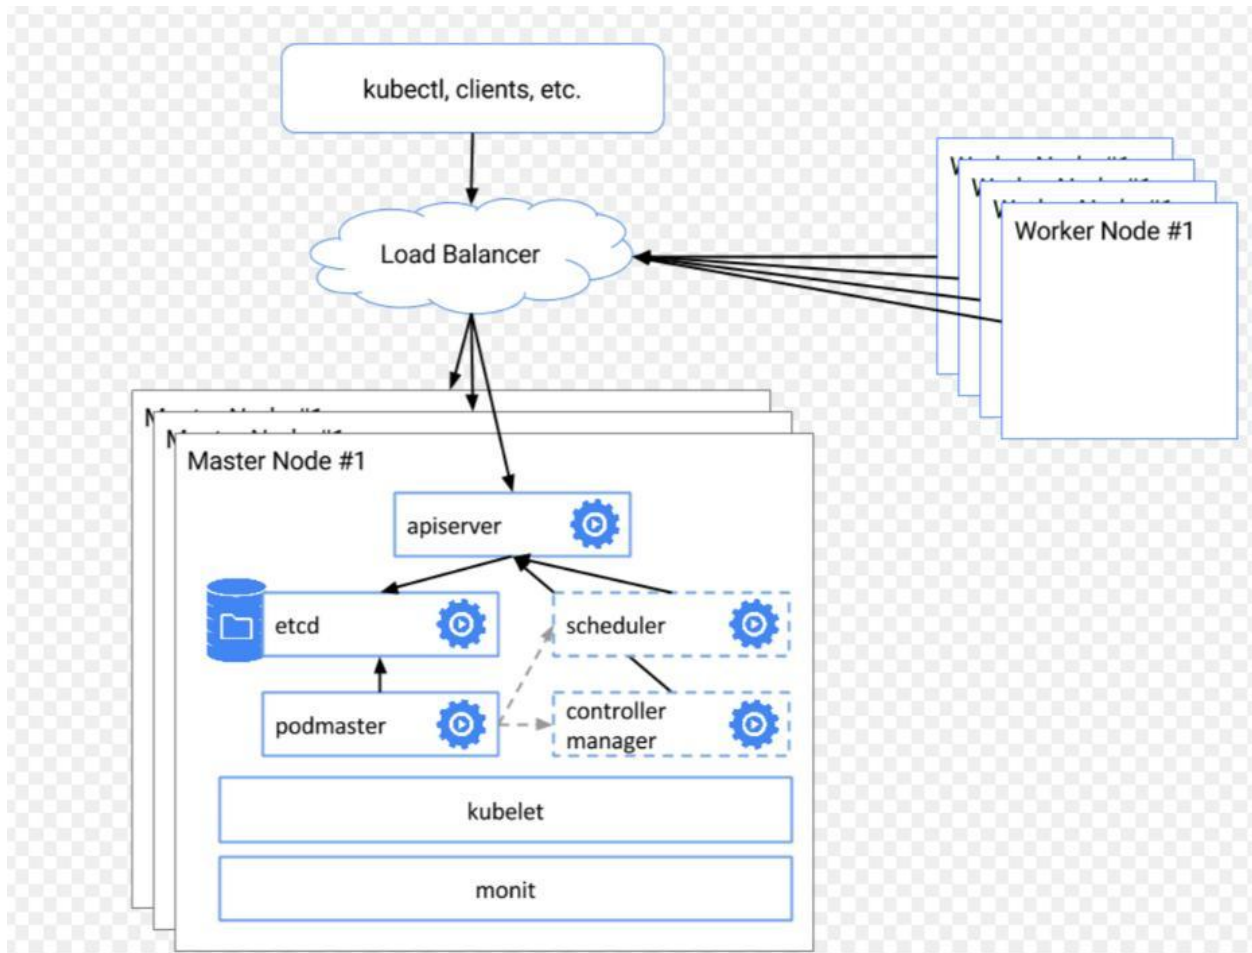 kubectl, clients, etc.
Load Balancer
Worker Node #1
Master Node #1
apiserver
etcd
scheduler
podmaster
controller
manager
kubelet
monit